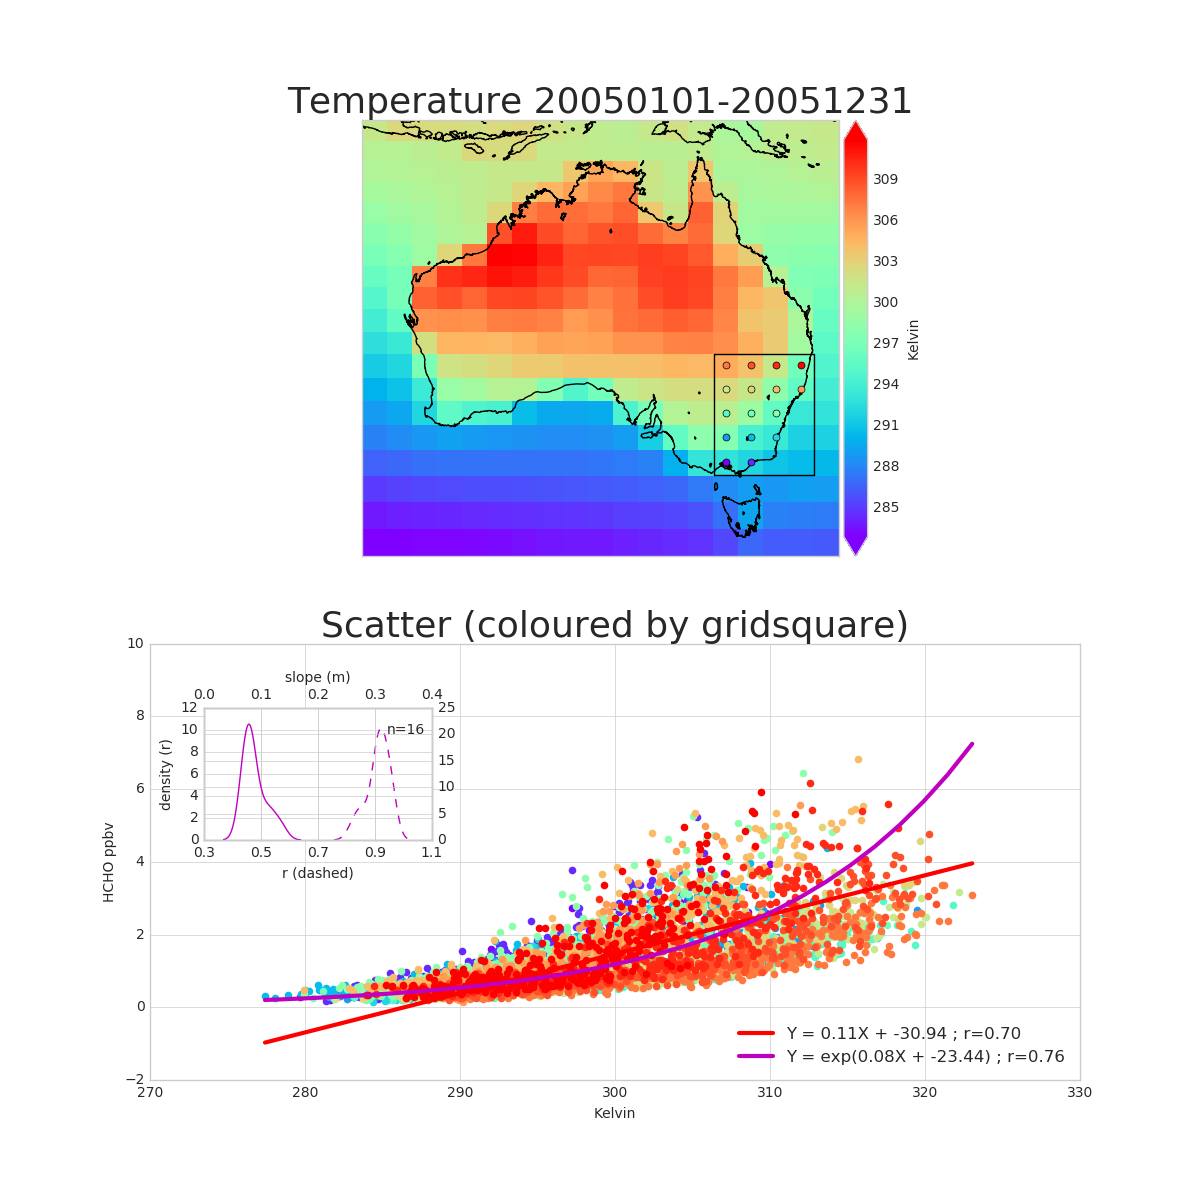 Temperature 20050101-20051231
309
306
303
300
297
294
291
288
285
Kelvin
Scatter (coloured by gridsquare)
10
8
6
4
2
0
−2
HCHO ppbv
slope (m)
0.0 0.1 0.2 0.3 0.4
12
10
8
6
4
2
0
density (r)
n=16
25
20
15
10
5
0
0.3 0.5 0.7 0.9 1.1
r (dashed)
Y = 0.11X + -30.94 ; r=0.70
Y = exp(0.08X + -23.44) ; r=0.76
270 280 290 300 310 320 330
Kelvin